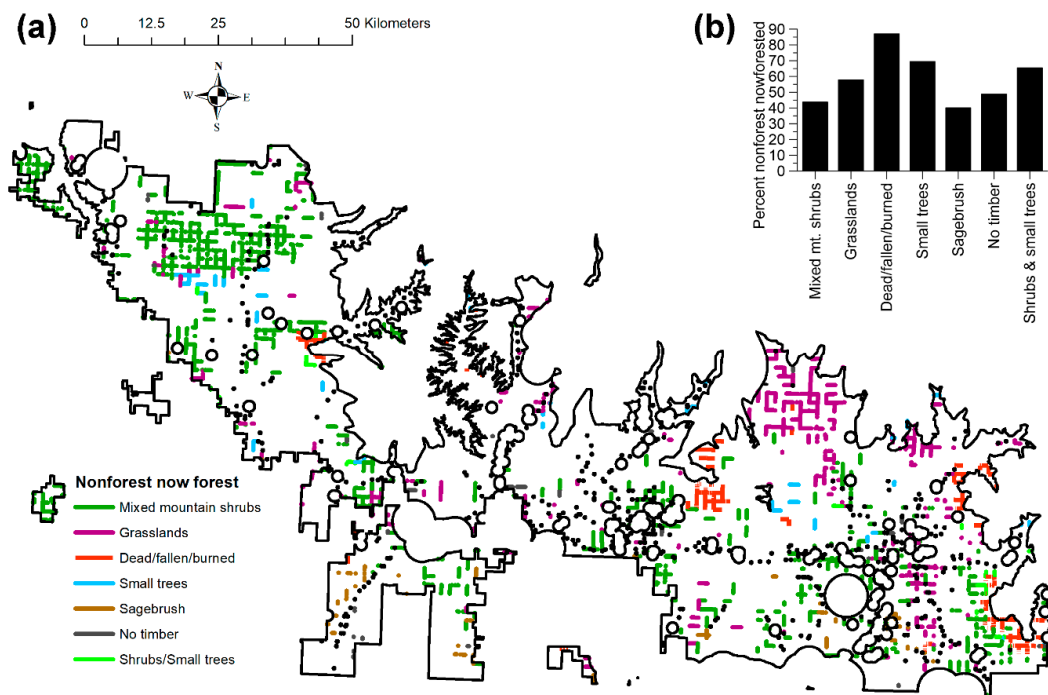 (a)
0 12.5 25 50 Kilometers
N
W E
S
Nonforest now forest
Mixed mountain shrubs
Grasslands
Dead/fallen/burned
Small trees
Sagebrush
No timber
Shrubs/Small trees
(b)
Percent nonforest nowforested
90
80
70
60
50
40
30
20
10
0
Mixed mt. shrubs
Grasslands
Dead/fallen/burned
Small trees
Sagebrush
No timber
Shrubs & small trees